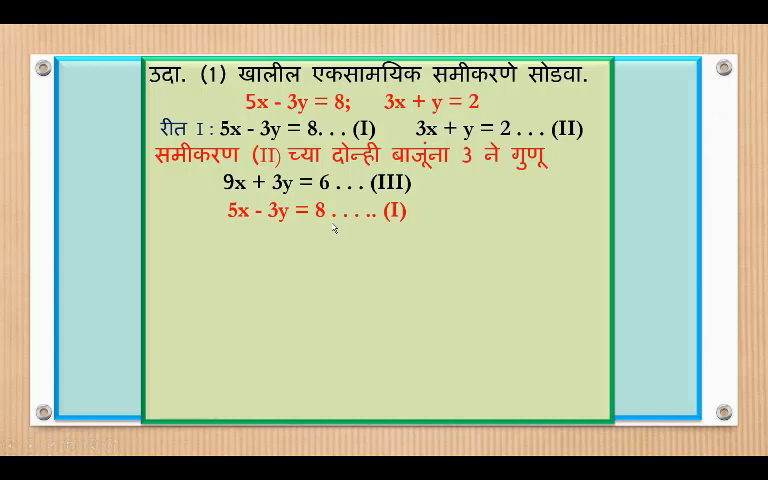 उदा. (1) खालील एकसामयिक समीकरणे सोडवा.
5x - 3y = 8; 3x + y = 2
रीत I : 5x - 3y = 8. . . (I) 3x + y = 2 . . . (II)
समीकरण (II) च्या दोन्ही बाजूंना 3 ने गुणू
9x + 3y = 6 . . . (III)
5x - 3y = 8 . . . .. (I)